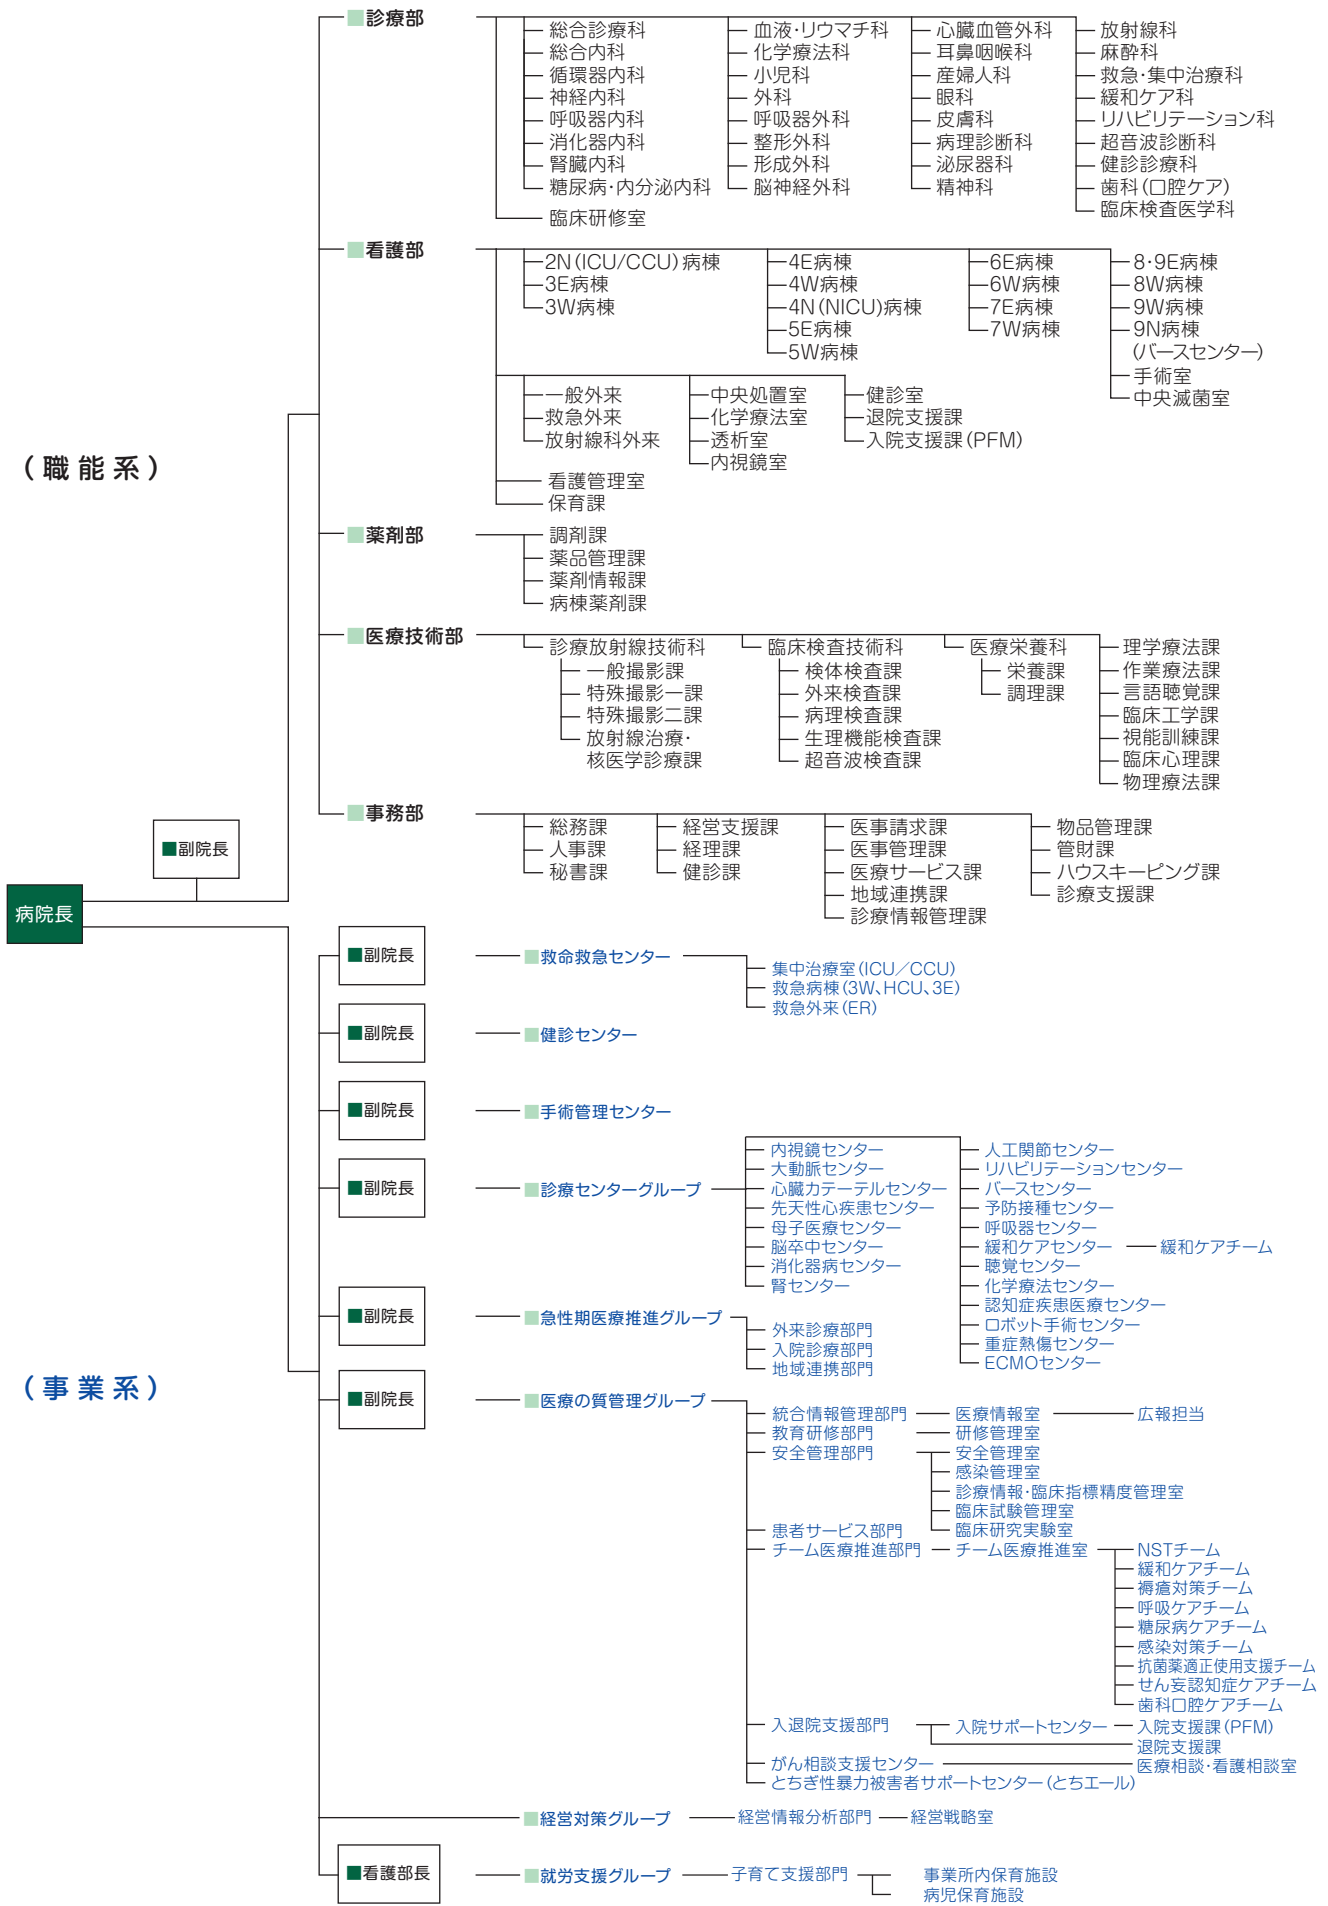 ■診療部
総合診療科
総合内科
循環器内科
神経内科
呼吸器内科
消化器内科
腎臓内科
糖尿病・内分泌内科
血液・リウマチ科
化学療法科
小児科
外科
呼吸器外科
整形外科
形成外科
脳神経外科
心臓血管外科
耳鼻咽喉科
産婦人科
眼科
皮膚科
病理診断科
泌尿器科
精神科
放射線科
麻酔科
救急・集中治療科
緩和ケア科
リハビリテーション科
超音波診断科
健診診療科
歯科(口腔ケア)
臨床検査医学科
臨床研修室
■看護部
2N(ICU/CCU)病棟
3E病棟
3W病棟
4E病棟
4W病棟
4N(NICU)病棟
5E病棟
5W病棟
6E病棟
6W病棟
7E病棟
7W病棟
8・9E病棟
8W病棟
9W病棟
9N病棟
(バースセンター)
手術室
中央滅菌室
一般外来
救急外来
放射線科外来
中央処置室
化学療法室
透析室
内視鏡室
健診室
退院支援課
入院支援課(PFM)
看護管理室
保育課
(職能系)
■薬剤部
調剤課
薬品管理課
薬剤情報課
病棟薬剤課
■医療技術部
診療放射線技術科
一般撮影課
特殊撮影一課
特殊撮影二課
放射線治療・
核医学診療課
臨床検査技術科
検体検査課
外来検査課
病理検査課
生理機能検査課
超音波検査課
医療栄養科
栄養課
調理課
理学療法課
作業療法課
言語聴覚課
臨床工学課
視能訓練課
臨床心理課
物理療法課
■事務部
総務課
人事課
秘書課
経営支援課
経理課
健診課
医事請求課
医事管理課
医療サービス課
地域連携課
診療情報管理課
物品管理課
管財課
ハウスキーピング課
診療支援課
■副院長
病院長
■副院長
■救命救急センター
集中治療室(ICU／CCU)
救急病棟(3W、HCU、3E)
救急外来(ER)
■副院長
■健診センター
■副院長
■手術管理センター
■副院長
■診療センターグループ
内視鏡センター
大動脈センター
心臓カテーテルセンター
先天性心疾患センター
母子医療センター
脳卒中センター
消化器病センター
腎センター
人工関節センター
リハビリテーションセンター
バースセンター
予防接種センター
呼吸器センター
緩和ケアセンター
緩和ケアチーム
聴覚センター
化学療法センター
認知症疾患医療センター
ロボット手術センター
重症熱傷センター
ECMOセンター
■副院長
■急性期医療推進グループ
外来診療部門
入院診療部門
地域連携部門
(事業系)
■副院長
■医療の質管理グループ
統合情報管理部門
医療情報室
広報担当
教育研修部門
研修管理室
安全管理部門
安全管理室
感染管理室
診療情報・臨床指標精度管理室
臨床試験管理室
臨床研究実験室
患者サービス部門
チーム医療推進部門
チーム医療推進室
NSTチーム
緩和ケアチーム
褥瘡対策チーム
呼吸ケアチーム
糖尿病ケアチーム
感染対策チーム
抗菌薬適正使用支援チーム
せん妄認知症ケアチーム
歯科口腔ケアチーム
入退院支援部門
入院サポートセンター
入院支援課(PFM)
退院支援課
がん相談支援センター
医療相談・看護相談室
とちぎ性暴力被害者サポートセンター(とちエール)
■経営対策グループ
経営情報分析部門
経営戦略室
■看護部長
■就労支援グループ
子育て支援部門
事業所内保育施設
病児保育施設